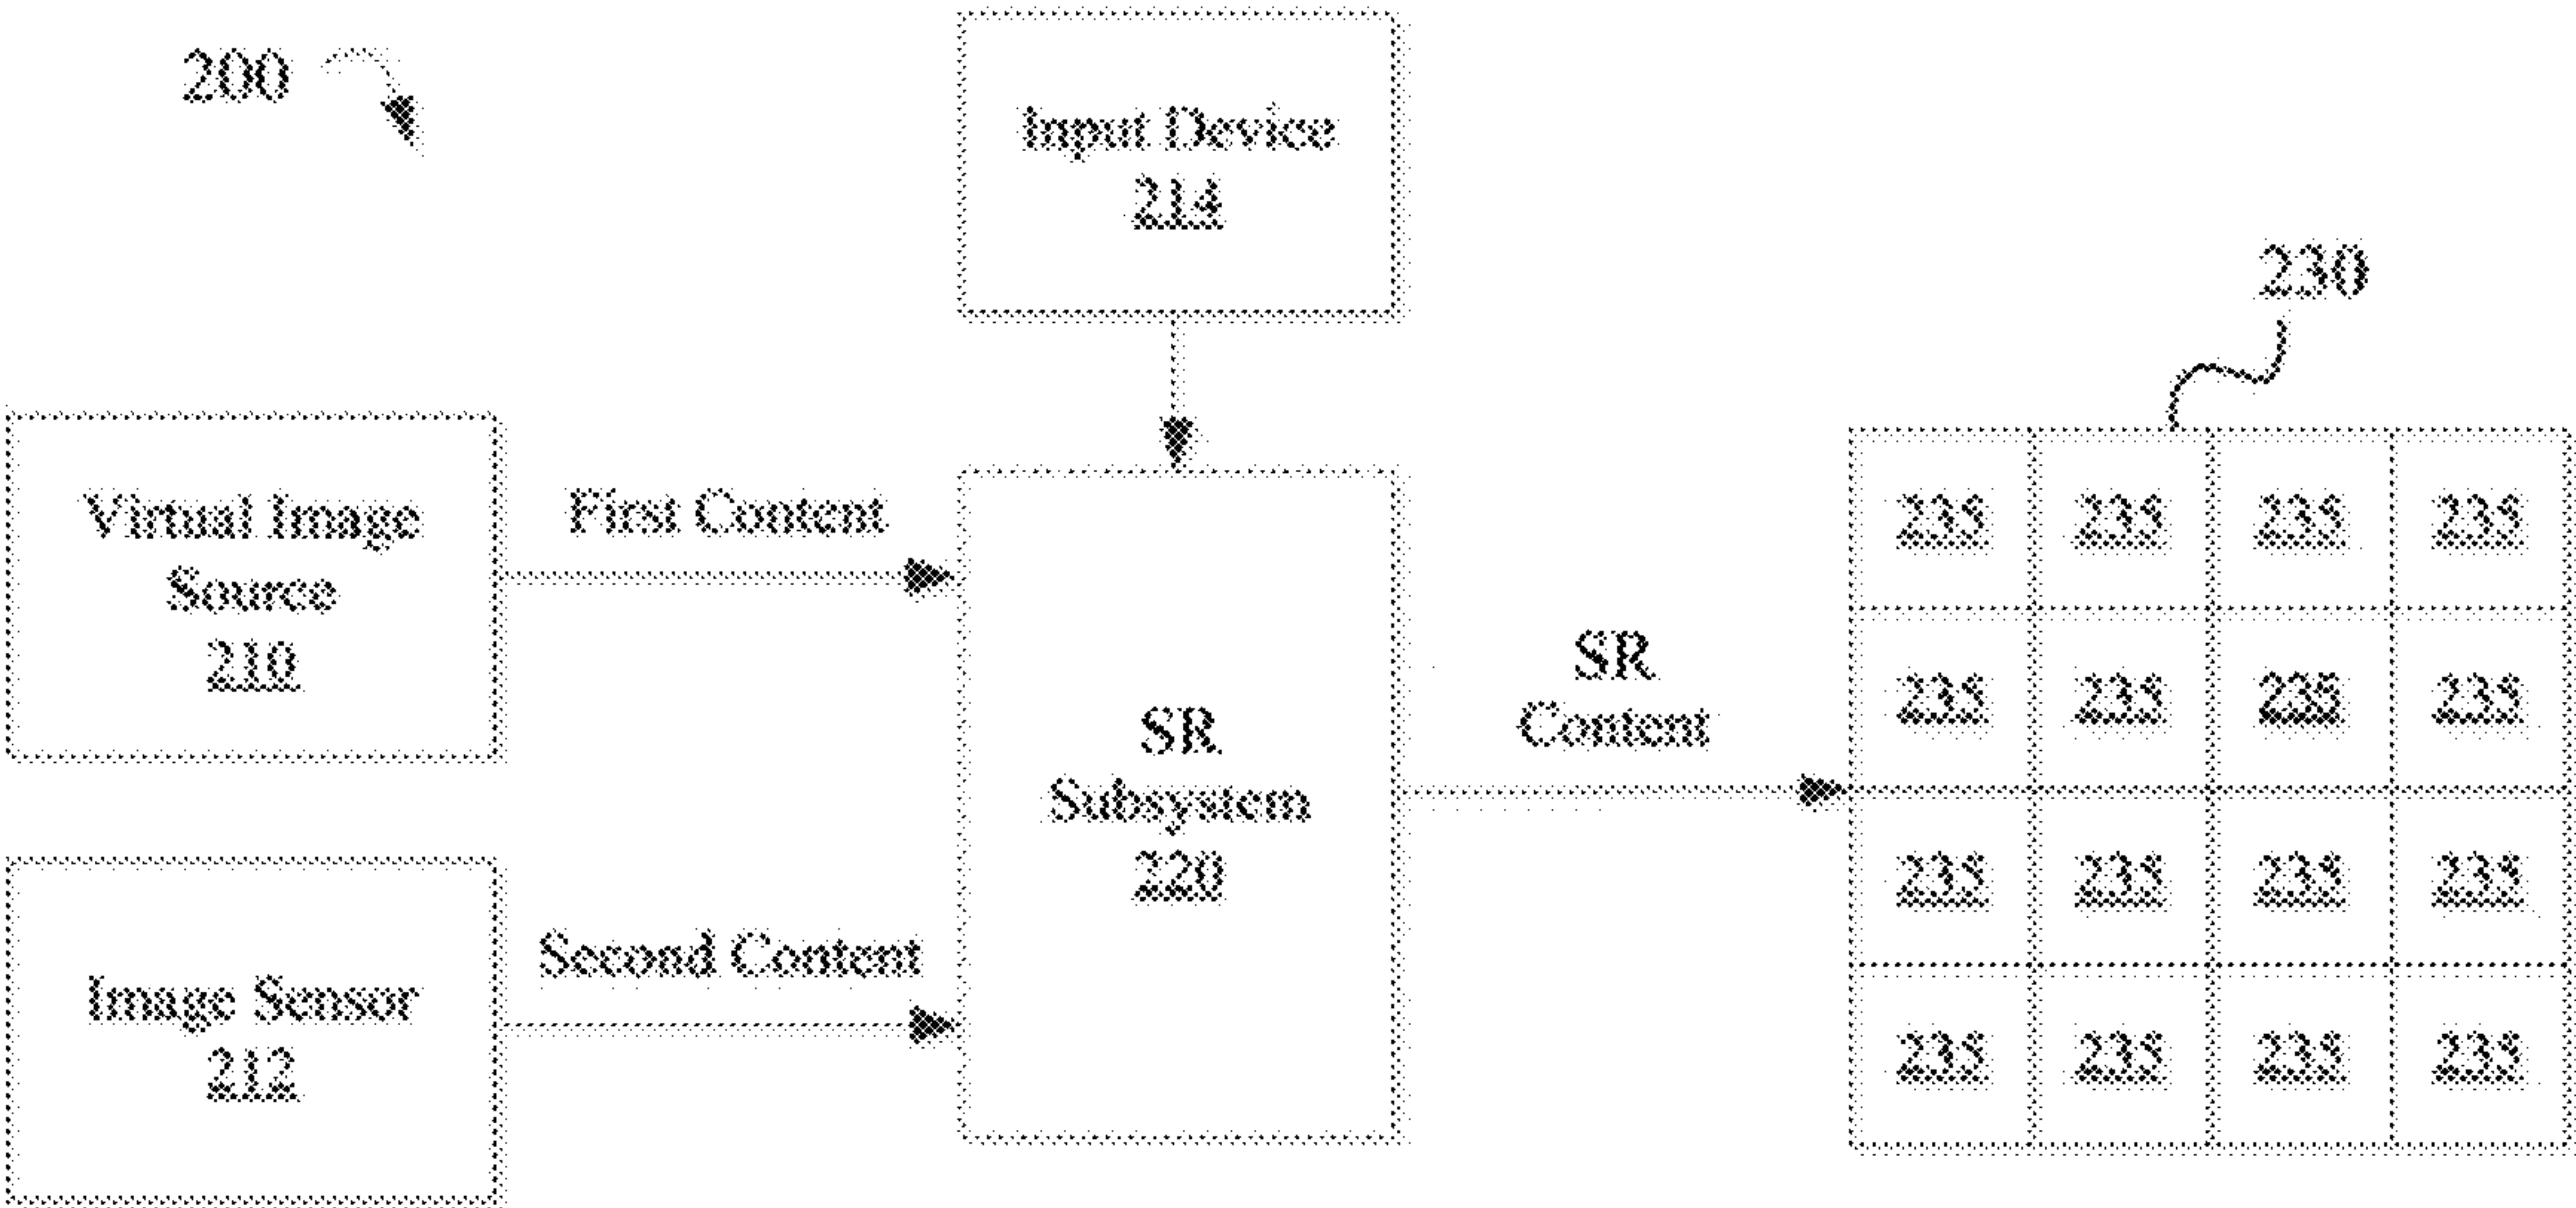 200
Input Device
214
230
Virtual Image
Source
210
First Content
SR
Subsystem
220
SR
Content
Image Sensor
212
Second Content
235 235 235 235
235 235 235 235
235 235 235 235
235 235 235 235